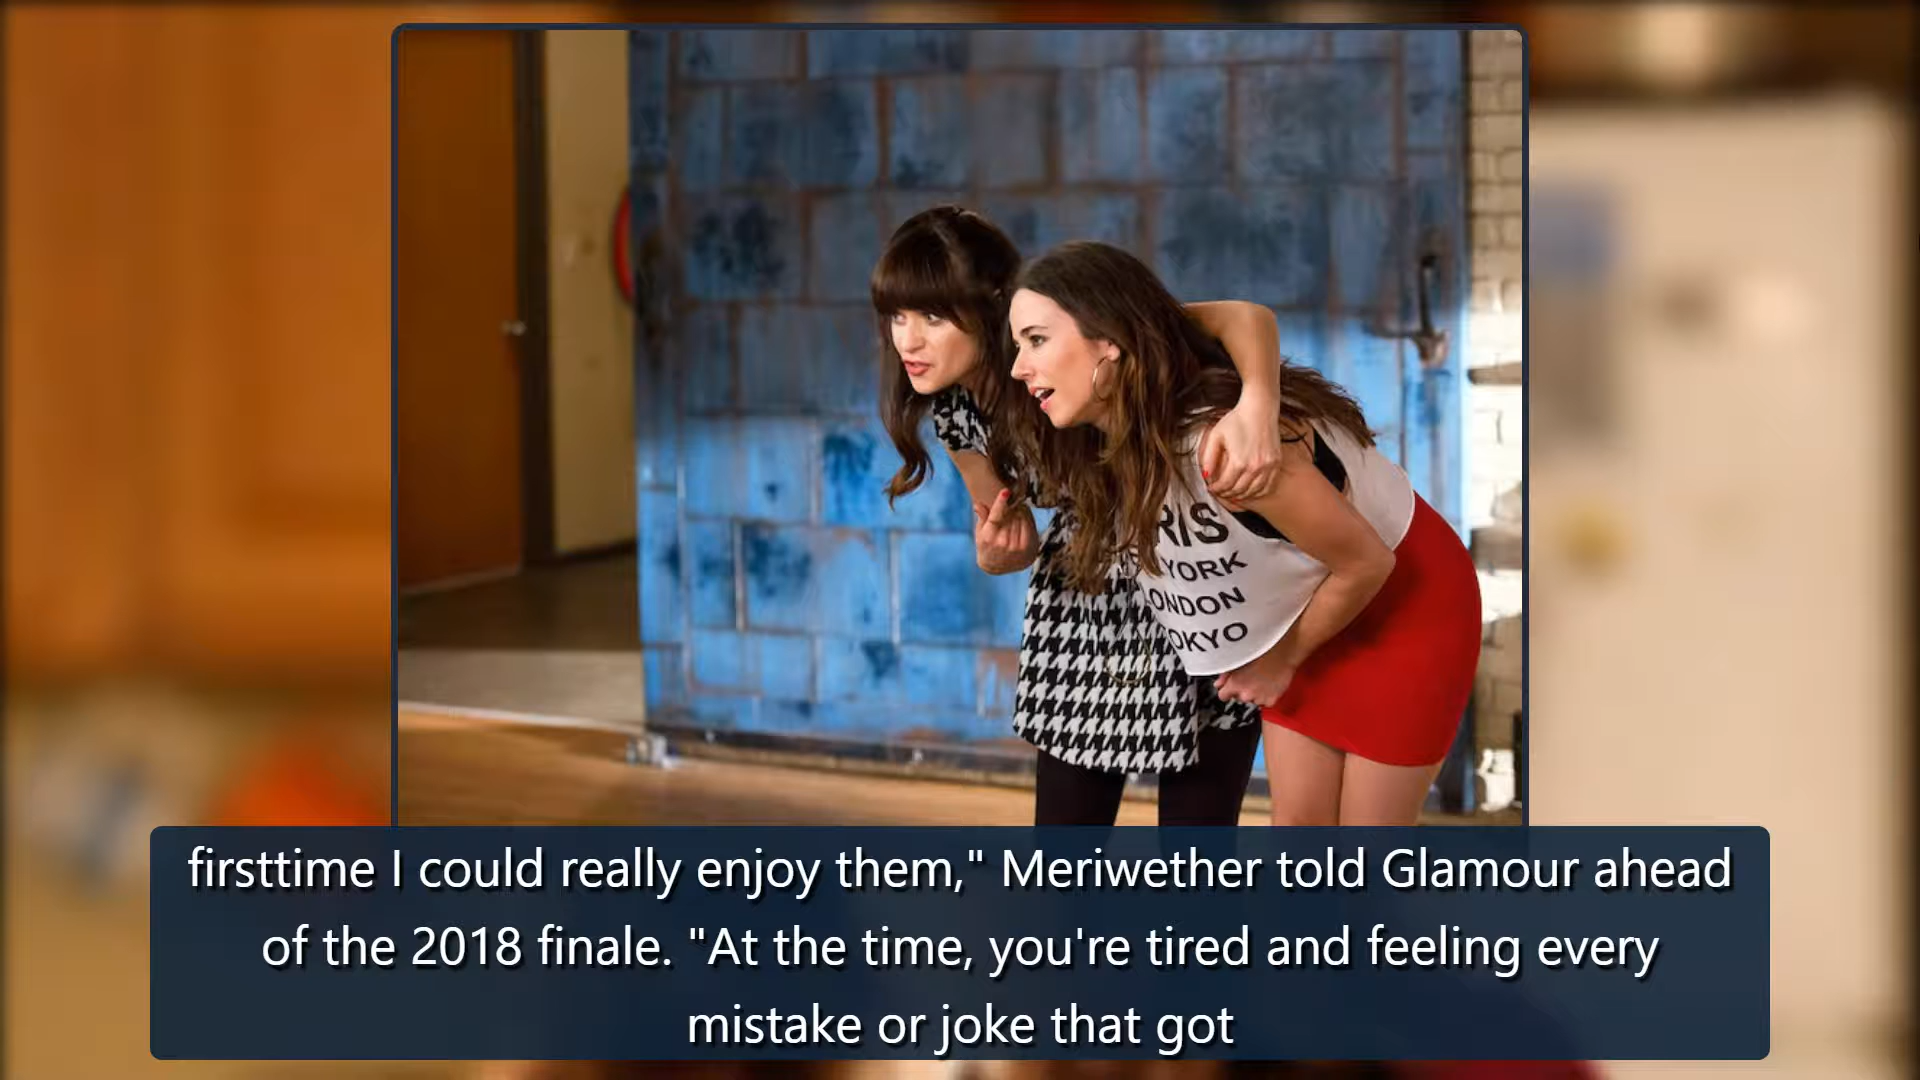 RIS
YORK
ONDON
OKYO
firsttime I could really enjoy them," Meriwether told Glamour ahead
of the 2018 finale. "At the time, you're tired and feeling every
mistake or joke that got